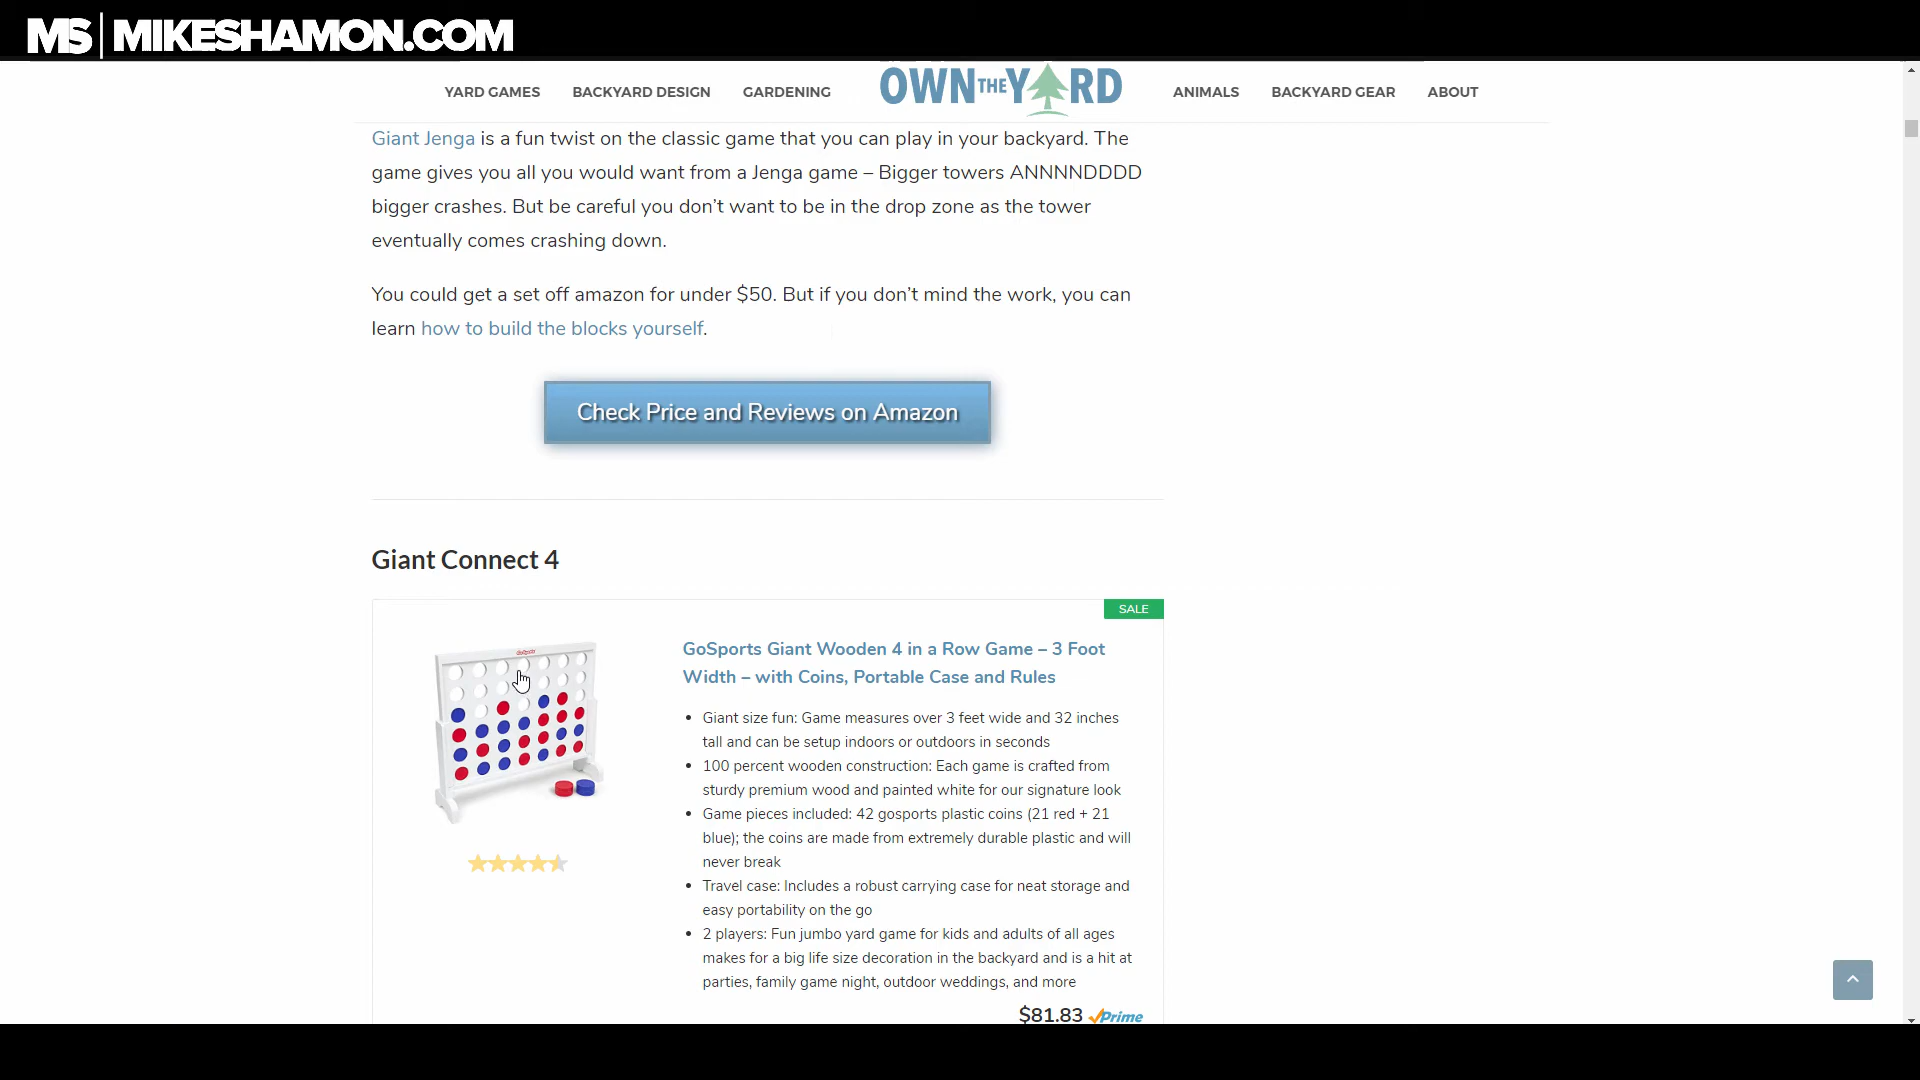 MS | MIKESHAMON.COM
YARD GAMES
BACKYARD DESIGN
GARDENING
OWN THE YARD
ANIMALS
BACKYARD GEAR
ABOUT
Giant Jenga is a fun twist on the classic game that you can play in your backyard. The
game gives you all you would want from a Jenga game – Bigger towers ANNNNDDDD
bigger crashes. But be careful you don’t want to be in the drop zone as the tower
eventually comes crashing down.
You could get a set off amazon for under $50. But if you don’t mind the work, you can
learn how to build the blocks yourself.
Check Price and Reviews on Amazon
Giant Connect 4
SALE
GoSports
GoSports Giant Wooden 4 in a Row Game – 3 Foot
Width – with Coins, Portable Case and Rules
• Giant size fun: Game measures over 3 feet wide and 32 inches
tall and can be setup indoors or outdoors in seconds
• 100 percent wooden construction: Each game is crafted from
sturdy premium wood and painted white for our signature look
• Game pieces included: 42 gosports plastic coins (21 red + 21
blue); the coins are made from extremely durable plastic and will
never break
• Travel case: Includes a robust carrying case for neat storage and
easy portability on the go
• 2 players: Fun jumbo yard game for kids and adults of all ages
makes for a big life size decoration in the backyard and is a hit at
parties, family game night, outdoor weddings, and more
$81.83 Prime